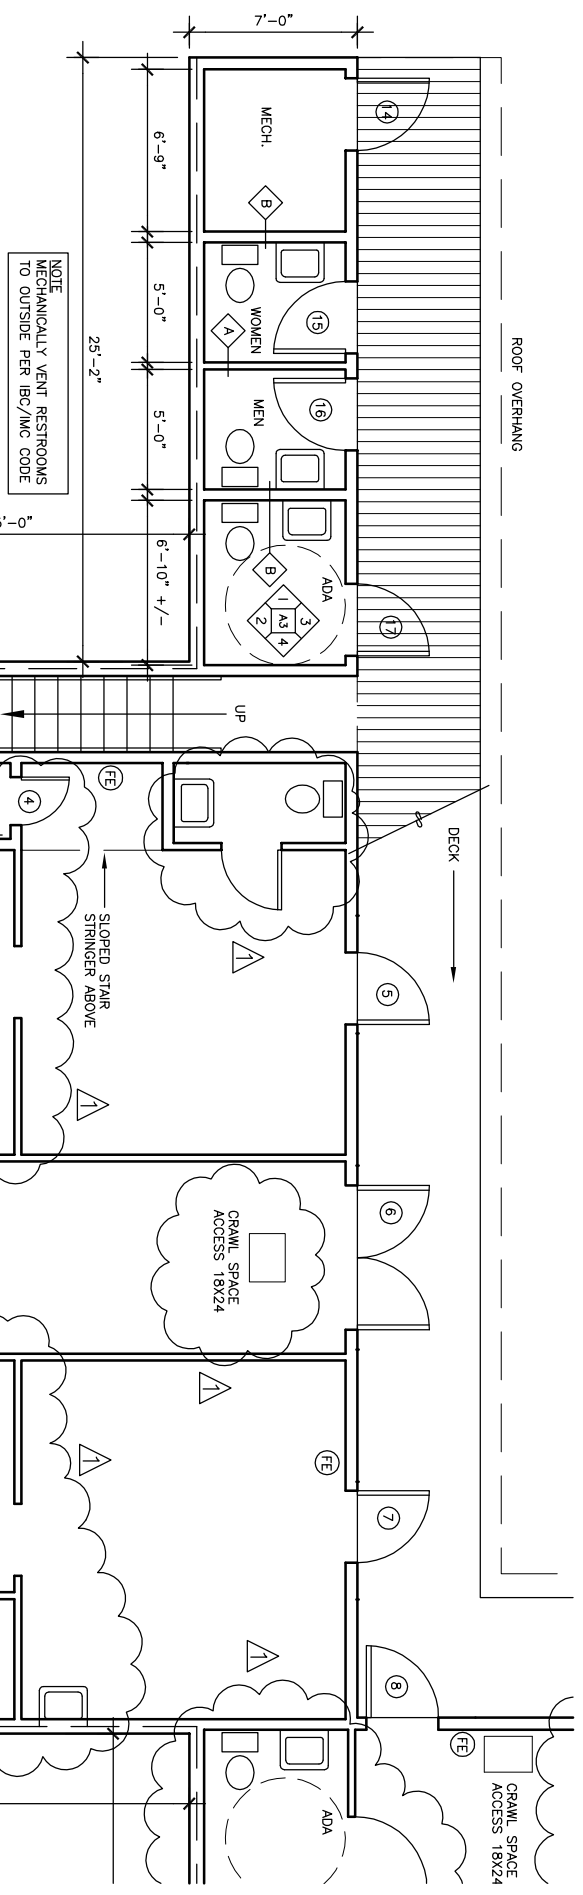 7'-0"
14
MECH.
6'-9"
B
5'-0"
WOMEN
15
A
25'-2"
NOTE
MECHANICALLY VENT RESTROOMS
TO OUTSIDE PER IBC/IMC CODE
ROOF OVERHANG
5'-0"
MEN
16
'-0"
6'-10" +/-
B
ADA
1
2
3
4
A3
17
UP
FE
4
DECK
SLOPED STAIR
STRINGER ABOVE
1
5
1
6
CRAWL SPACE
ACCESS 18X24
1
FE
1
7
1
8
FE
CRAWL SPACE
ACCESS 18X24
ADA